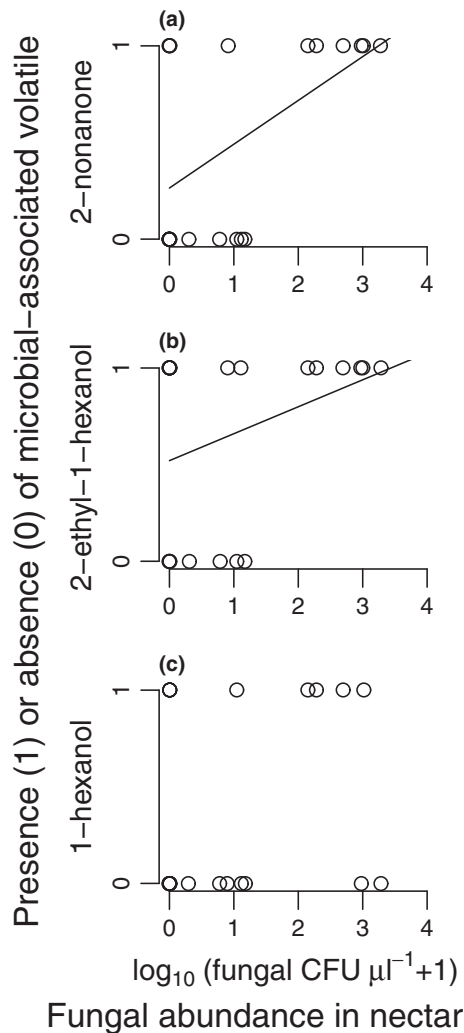 Presence (1) or absence (0) of microbial−associated volatile
(a)
2−nonanone
1
0
0 1 2 3 4
(b)
2−ethyl−1−hexanol
1
0
0 1 2 3 4
(c)
1−hexanol
1
0
0 1 2 3 4
log₁₀ (fungal CFU μl⁻¹+1)
Fungal abundance in nectar